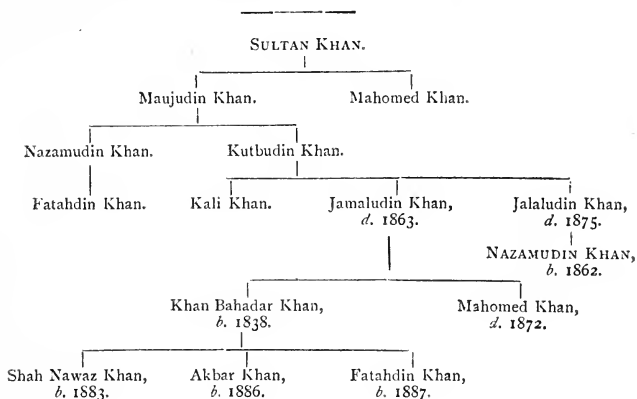 SULTAN KHAN.
Maujudin Khan. Mahomed Khan.
Nazamudin Khan. Kutbudin Khan.
Fatahdin Khan. Kali Khan. Jamaludin Khan, Jalaludin Khan,
d. 1863. d. 1875.
NAZAMUDIN KHAN,
b. 1862.
Khan Bahadar Khan, Mahomed Khan,
b. 1838. d. 1872.
Shah Nawaz Khan, Akbar Khan, Fatahdin Khan,
b. 1883. b. 1886. b. 1887.